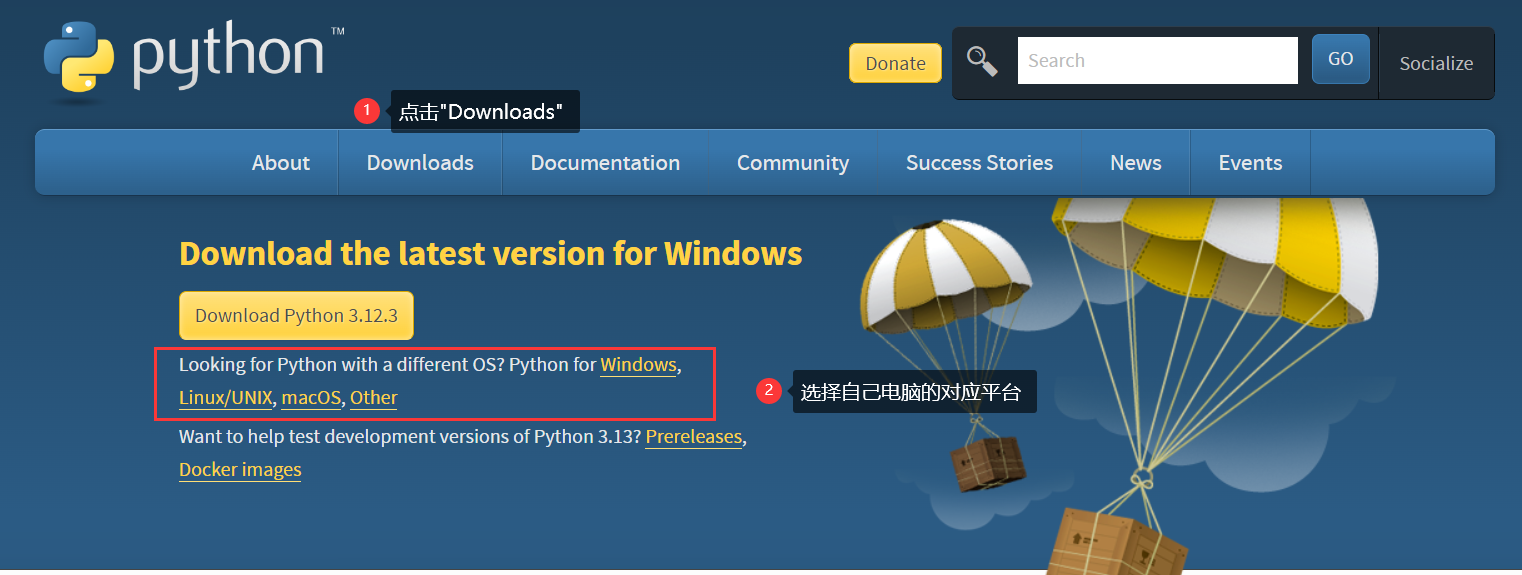 python™
Donate
Search
GO
Socialize
1
点击"Downloads"
About
Downloads
Documentation
Community
Success Stories
News
Events
Download the latest version for Windows
Download Python 3.12.3
Looking for Python with a different OS? Python for Windows,
Linux/UNIX, macOS, Other
2
选择自己电脑的对应平台
Want to help test development versions of Python 3.13? Prereleases,
Docker images